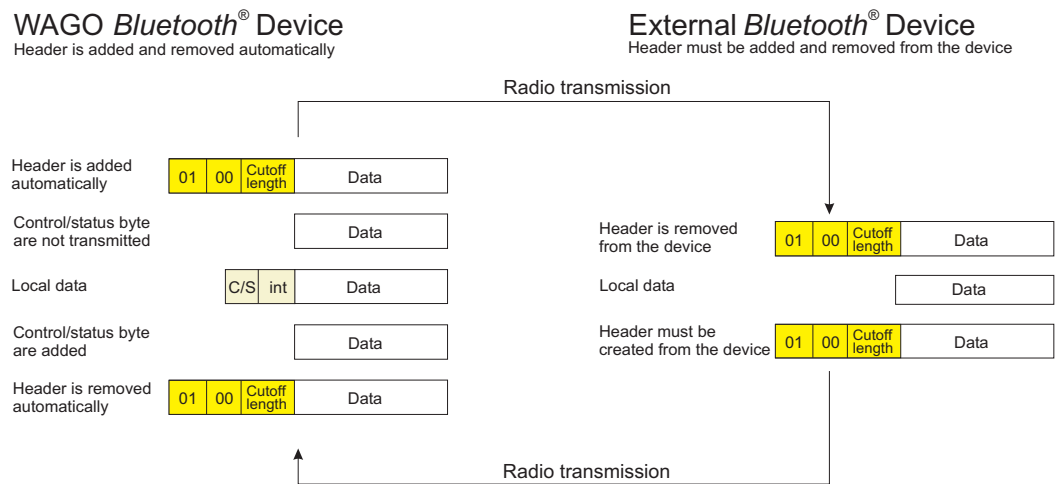 WAGO Bluetooth® Device
Header is added and removed automatically
External Bluetooth® Device
Header must be added and removed from the device
Radio transmission
Header is added
automatically
01 00 Cutoff
length
Data
Control/status byte
are not transmitted
Data
Local data
C/S int Data
Control/status byte
are added
Data
Header is removed
automatically
01 00 Cutoff
length
Data
Header is removed
from the device
01 00 Cutoff
length
Data
Local data
Data
Header must be
created from the device
01 00 Cutoff
length
Data
Radio transmission